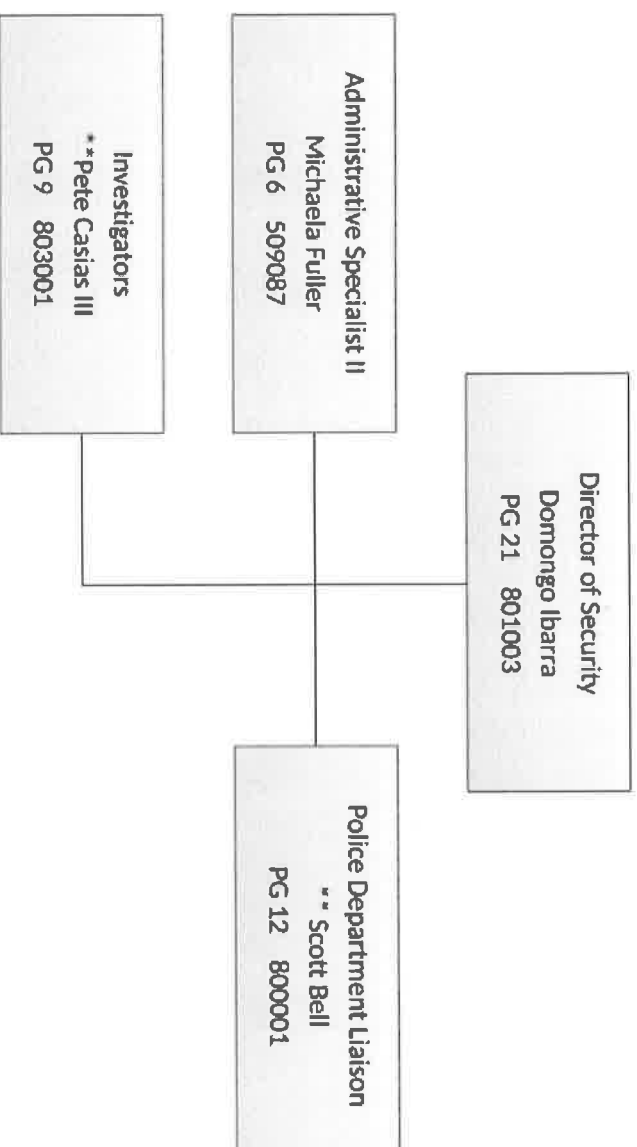 Director of Security
Domongo Ibarra
PG 21 801003
Administrative Specialist II
Michaela Fuller
PG 6 509087
Police Department Liaison
** Scott Bell
PG 12 800001
Investigators
**Pete Casias III
PG 9 803001